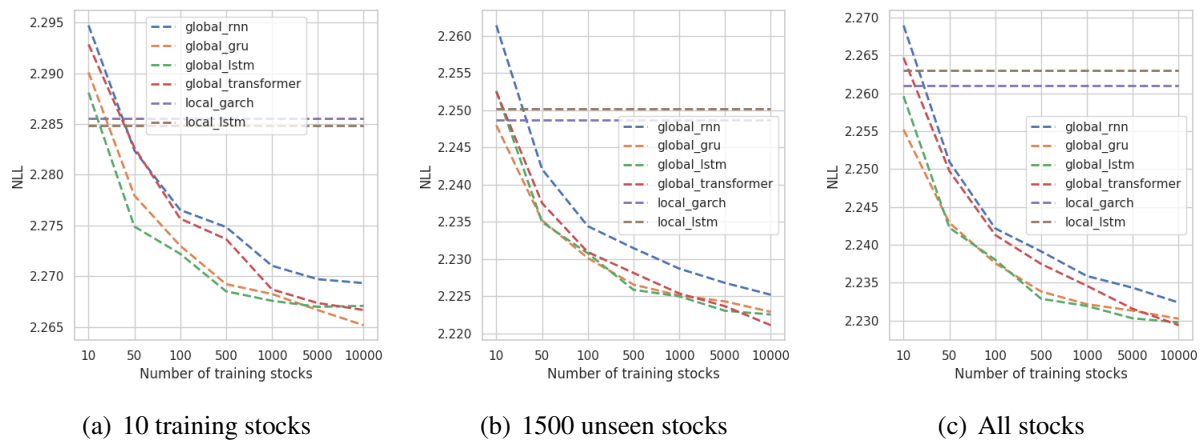 2.295
2.290
2.285
2.280
2.275
2.270
2.265
NLL
global_rnn
global_gru
global_lstm
global_transformer
local_garch
local_lstm
10 50 100 500 1000 5000 10000
Number of training stocks
(a) 10 training stocks
2.260
2.255
2.250
2.245
2.240
2.235
2.230
2.225
2.220
NLL
global_rnn
global_gru
global_lstm
global_transformer
local_garch
local_lstm
10 50 100 500 1000 5000 10000
Number of training stocks
(b) 1500 unseen stocks
2.270
2.265
2.260
2.255
2.250
2.245
2.240
2.235
2.230
NLL
global_rnn
global_gru
global_lstm
global_transformer
local_garch
local_lstm
10 50 100 500 1000 5000 10000
Number of training stocks
(c) All stocks